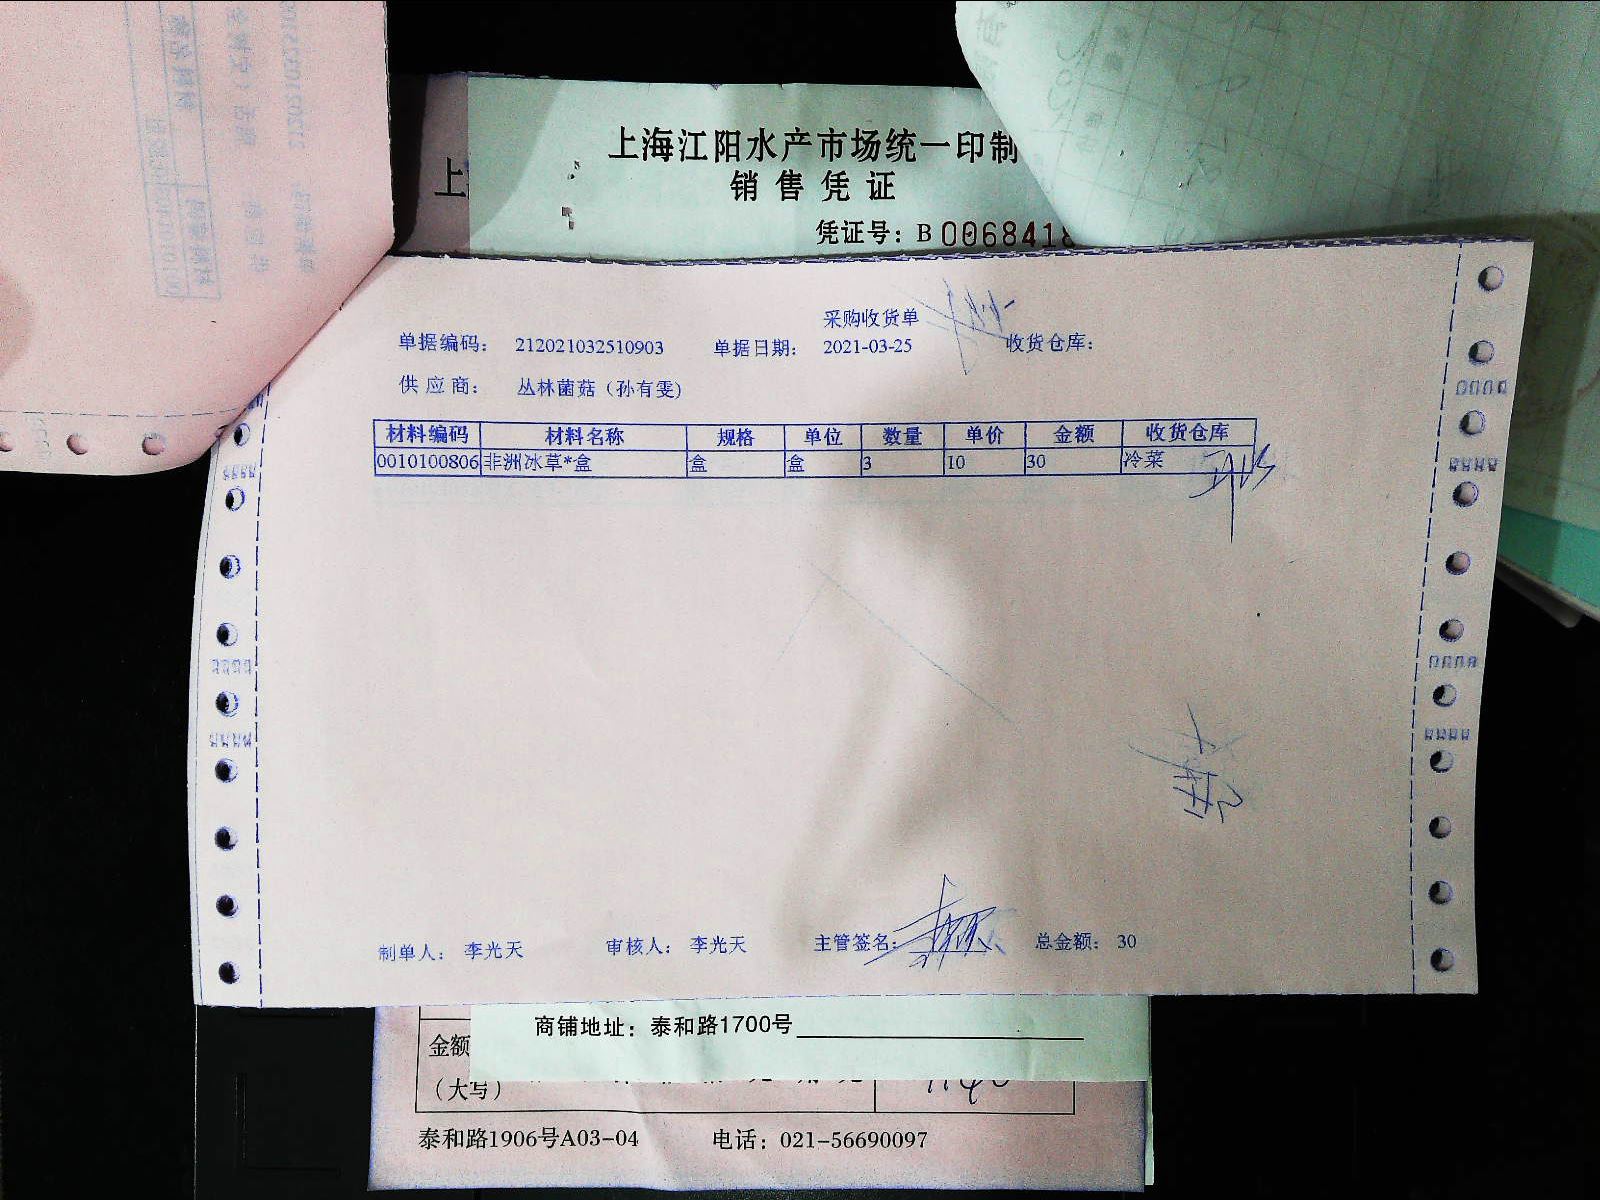 上海江阳水产市场统一印制
上
销售凭证
凭证号：B 0068418
采购收货单
单据编码： 212021032510903 单据日期： 2021-03-25 收货仓库：
供应商： 丛林菌菇（孙有雯）
材料编码 材料名称 规格 单位 数量 单价 金额 收货仓库
0010100806 非洲冰草*盒 盒 盒 3 10 30 冷菜
制单人： 李光天 审核人： 李光天 主管签名： 总金额： 30
商铺地址：泰和路1700号
金额
（大写）
泰和路1906号A03-04 电话：021-56690097